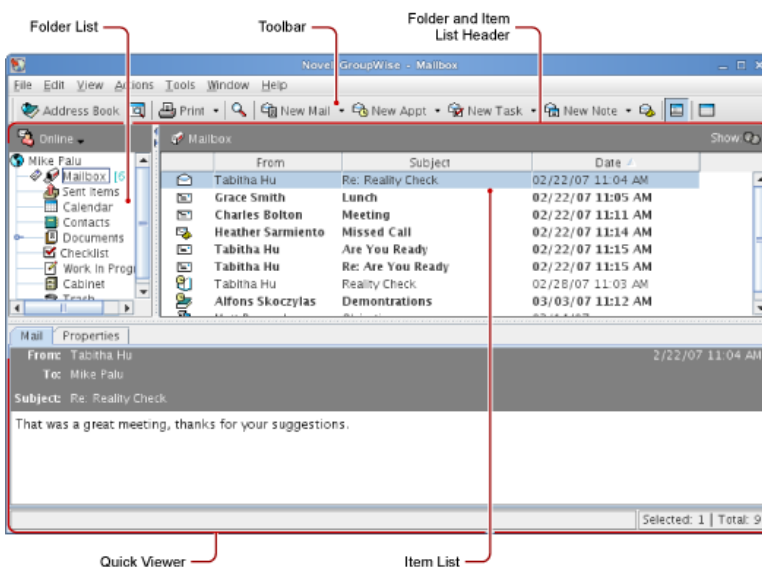 Folder List
Toolbar
Folder and Item
List Header
Novell GroupWise - Mailbox
File Edit View Actions Tools Window Help
Address Book Print New Mail New Appt New Task New Note
Online
Mailbox
Show
Mike Palu
Mailbox [6
Sent Items
Calendar
Contacts
Documents
Checklist
Work In Progr
Cabinet
Trash
From Subject Date
Tabitha Hu Re: Reality Check 02/22/07 11:04 AM
Grace Smith Lunch 02/22/07 11:05 AM
Charles Bolton Meeting 02/22/07 11:11 AM
Heather Sarmiento Missed Call 02/22/07 11:14 AM
Tabitha Hu Are You Ready 02/22/07 11:15 AM
Tabitha Hu Re: Are You Ready 02/22/07 11:15 AM
Tabitha Hu Reality Check 02/28/07 11:03 AM
Alfons Skoczylas Demontrations 03/03/07 11:12 AM
Mail Properties
From: Tabitha Hu 2/22/07 11:04 AM
To: Mike Palu
Subject: Re: Reality Check
That was a great meeting, thanks for your suggestions.
Selected: 1 | Total: 9
Quick Viewer
Item List